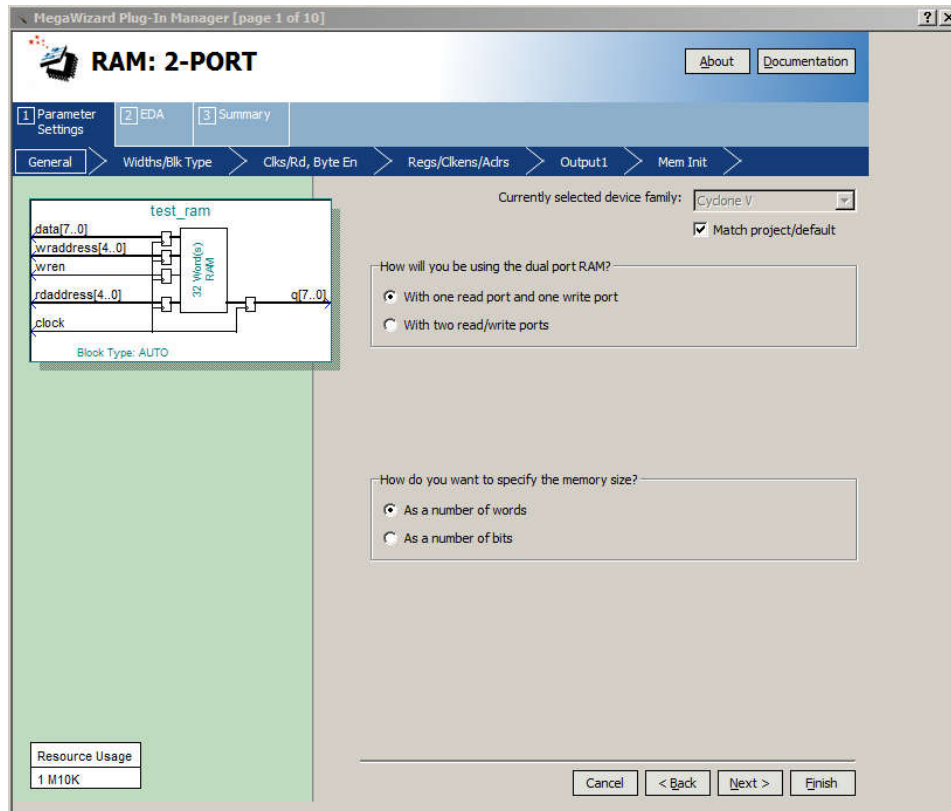 MegaWizard Plug-In Manager [page 1 of 10]
RAM: 2-PORT
About
Documentation
1 Parameter Settings
2 EDA
3 Summary
General
Widths/Blk Type
Clks/Rd, Byte En
Regs/Clkens/Adrs
Output1
Mem Init
Currently selected device family:
Cyclone V
Match project/default
test_ram
data[7..0]
wraddress[4..0]
wren
rdaddress[4..0]
clock
32 Word(s)
RAM
q[7..0]
Block Type: AUTO
How will you be using the dual port RAM?
With one read port and one write port
With two read/write ports
How do you want to specify the memory size?
As a number of words
As a number of bits
Resource Usage
1 M10K
Cancel
< Back
Next >
Finish